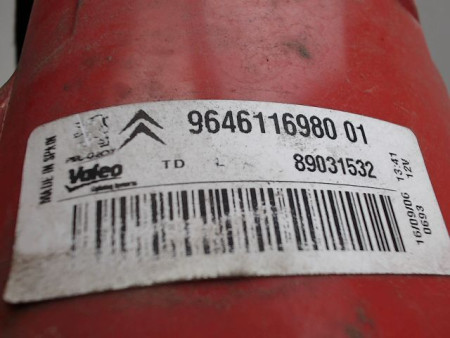 9646116980 01
TD L 89031532
Valeo
MADE IN SPAIN
13:41 12V
16/09/06 0693